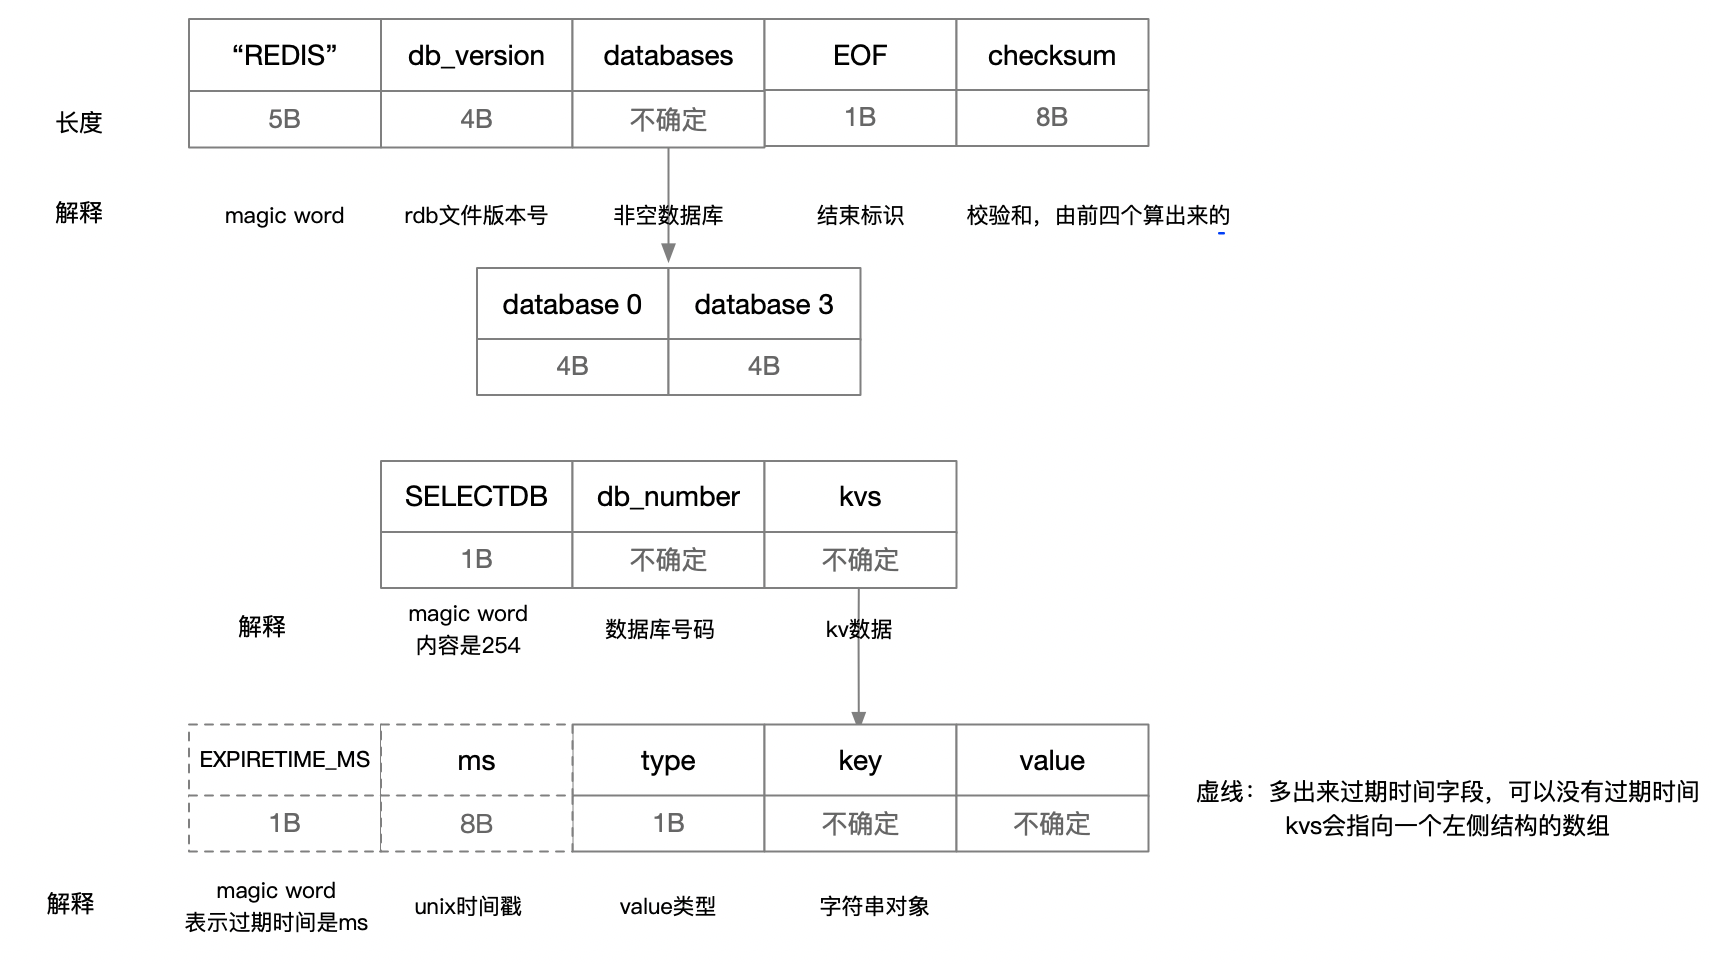 “REDIS” db_version databases EOF checksum
长度 5B 4B 不确定 1B 8B
解释 magic word rdb文件版本号 非空数据库 结束标识 校验和，由前四个算出来的
database 0 database 3
4B 4B
SELECTDB db_number kvs
1B 不确定 不确定
解释 magic word 数据库号码 kv数据
内容是254
EXPIRETIME_MS ms type key value
1B 8B 1B 不确定 不确定
虚线：多出来过期时间字段，可以没有过期时间
kvs会指向一个左侧结构的数组
解释 magic word unix时间戳 value类型 字符串对象
表示过期时间是ms